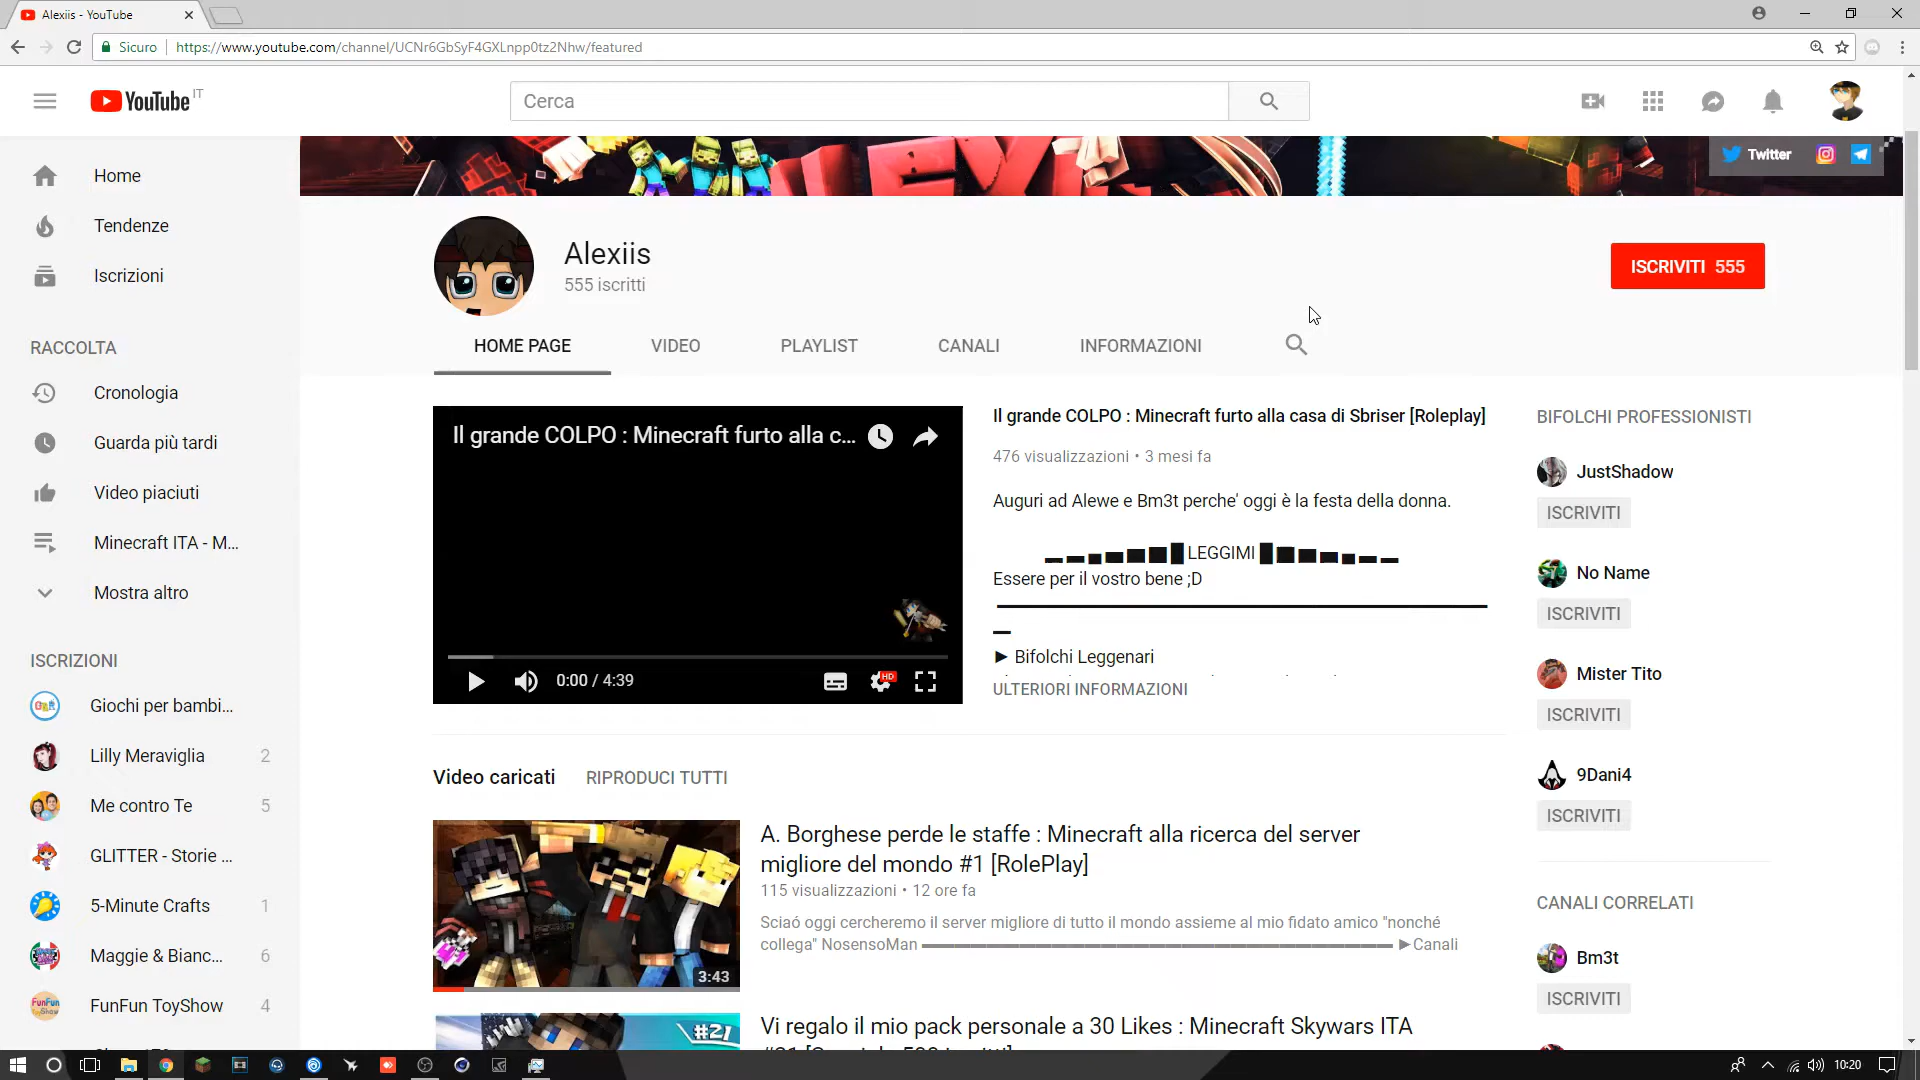 Alexiis - YouTube
Sicuro
https://www.youtube.com/channel/UCNr6GbSyF4GXLnpp0tz2Nhw/featured
YouTube IT
Cerca
Home
Tendenze
Iscrizioni
RACCOLTA
Cronologia
Guarda più tardi
Video piaciuti
Minecraft ITA - M...
Mostra altro
ISCRIZIONI
Giochi per bambi...
Lilly Meraviglia 2
Me contro Te 5
GLITTER - Storie ...
5-Minute Crafts 1
Maggie & Bianc... 6
FunFun ToyShow 4
Twitter
Alexiis
555 iscritti
ISCRIVITI 555
HOME PAGE
VIDEO
PLAYLIST
CANALI
INFORMAZIONI
Il grande COLPO : Minecraft furto alla c...
0:00 / 4:39
HD
Il grande COLPO : Minecraft furto alla casa di Sbriser [Roleplay]
476 visualizzazioni • 3 mesi fa
Auguri ad Alewe e Bm3t perche' oggi è la festa della donna.
▂ ▂ ▄ ▅ ▆ ▇ █ LEGGIMI █ ▇ ▆ ▅ ▄ ▂ ▂
Essere per il vostro bene ;D
► Bifolchi Leggenari
ULTERIORI INFORMAZIONI
Video caricati
RIPRODUCI TUTTI
3:43
A. Borghese perde le staffe : Minecraft alla ricerca del server
migliore del mondo #1 [RolePlay]
115 visualizzazioni • 12 ore fa
Sciaó oggi cercheremo il server migliore di tutto il mondo assieme al mio fidato amico "nonché
collega" NosensoMan ▬▬▬▬▬▬▬▬▬▬▬▬▬▬▬▬▬▬▬▬ ►Canali
#21
Vi regalo il mio pack personale a 30 Likes : Minecraft Skywars ITA
BIFOLCHI PROFESSIONISTI
JustShadow
ISCRIVITI
No Name
ISCRIVITI
Mister Tito
ISCRIVITI
9Dani4
ISCRIVITI
CANALI CORRELATI
Bm3t
ISCRIVITI
10:20